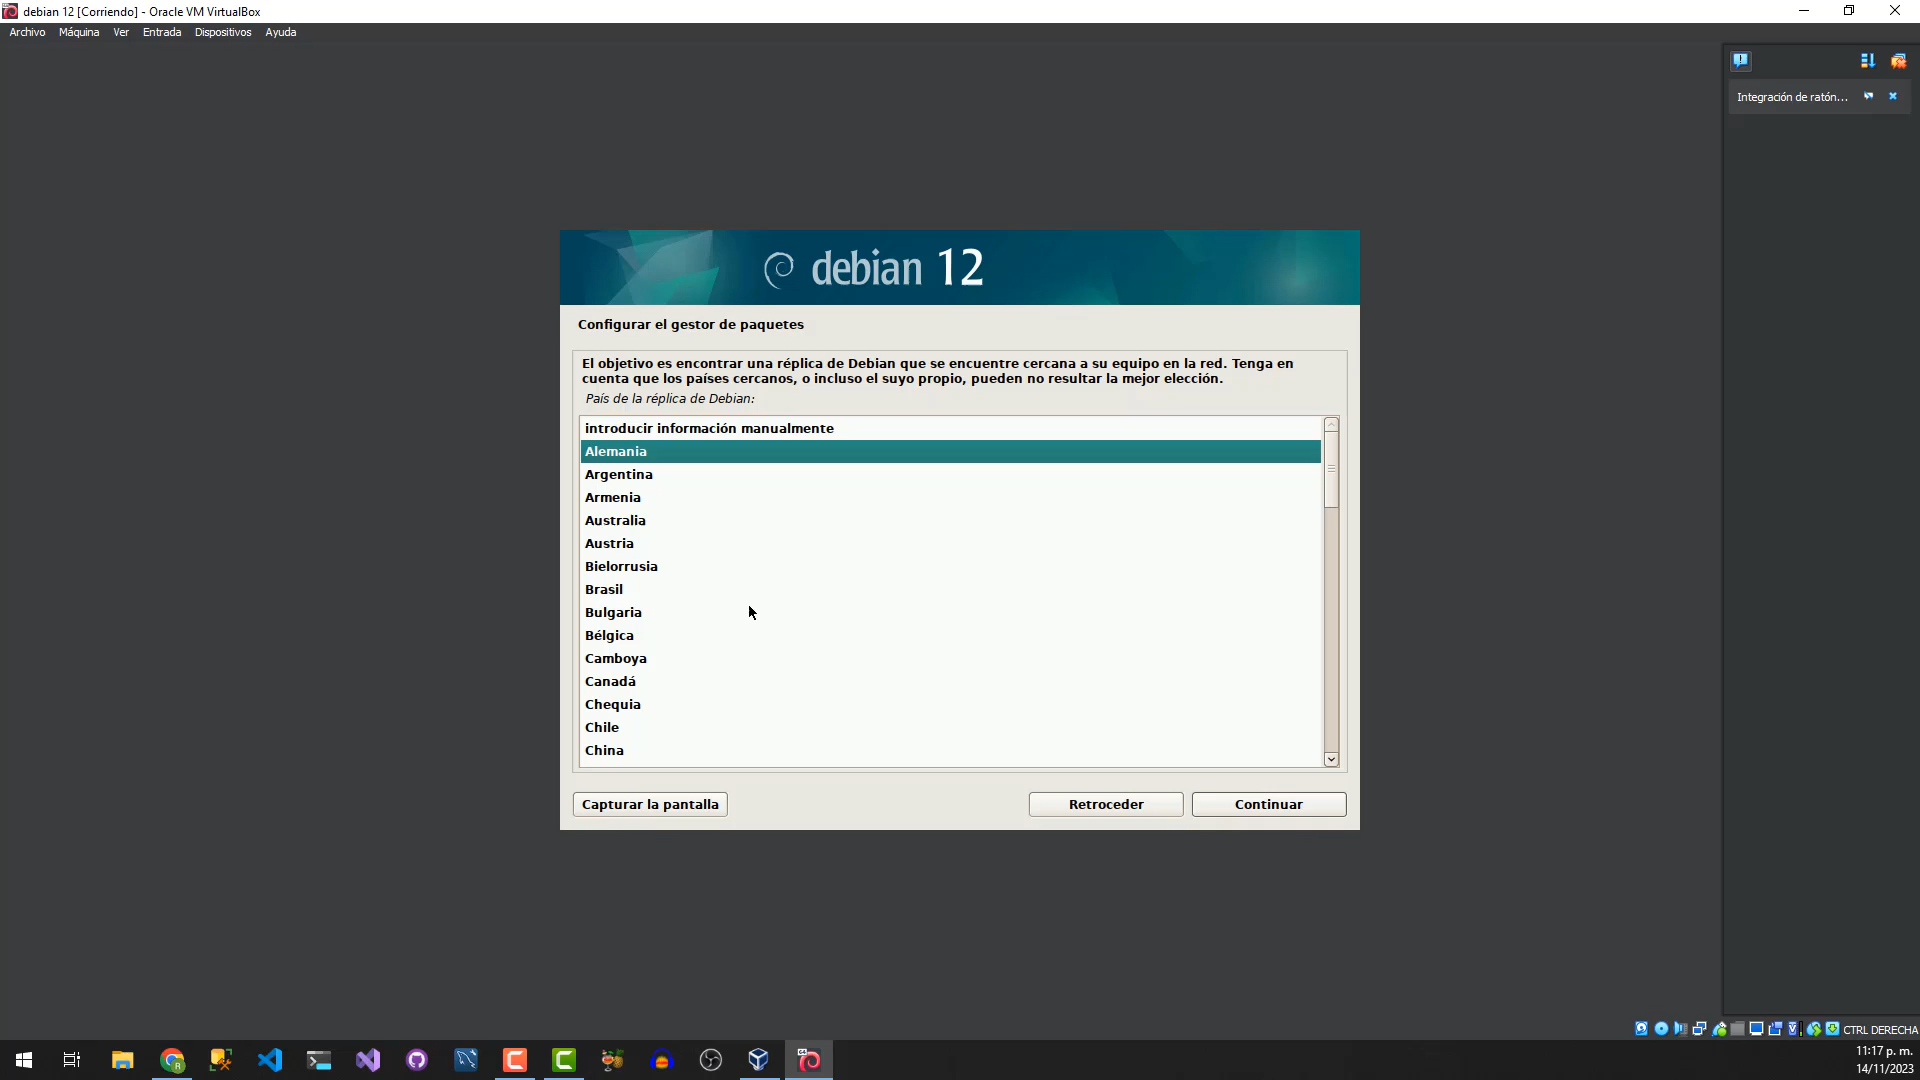 debian 12 [Corriendo] - Oracle VM VirtualBox
Archivo Máquina Ver Entrada Dispositivos Ayuda
Integración de ratón...
debian 12
Configurar el gestor de paquetes
El objetivo es encontrar una réplica de Debian que se encuentre cercana a su equipo en la red. Tenga en
cuenta que los países cercanos, o incluso el suyo propio, pueden no resultar la mejor elección.
País de la réplica de Debian:
introducir información manualmente
Alemania
Argentina
Armenia
Australia
Austria
Bielorrusia
Brasil
Bulgaria
Bélgica
Camboya
Canadá
Chequia
Chile
China
Capturar la pantalla Retroceder Continuar
CTRL DERECHA
11:17 p. m.
14/11/2023